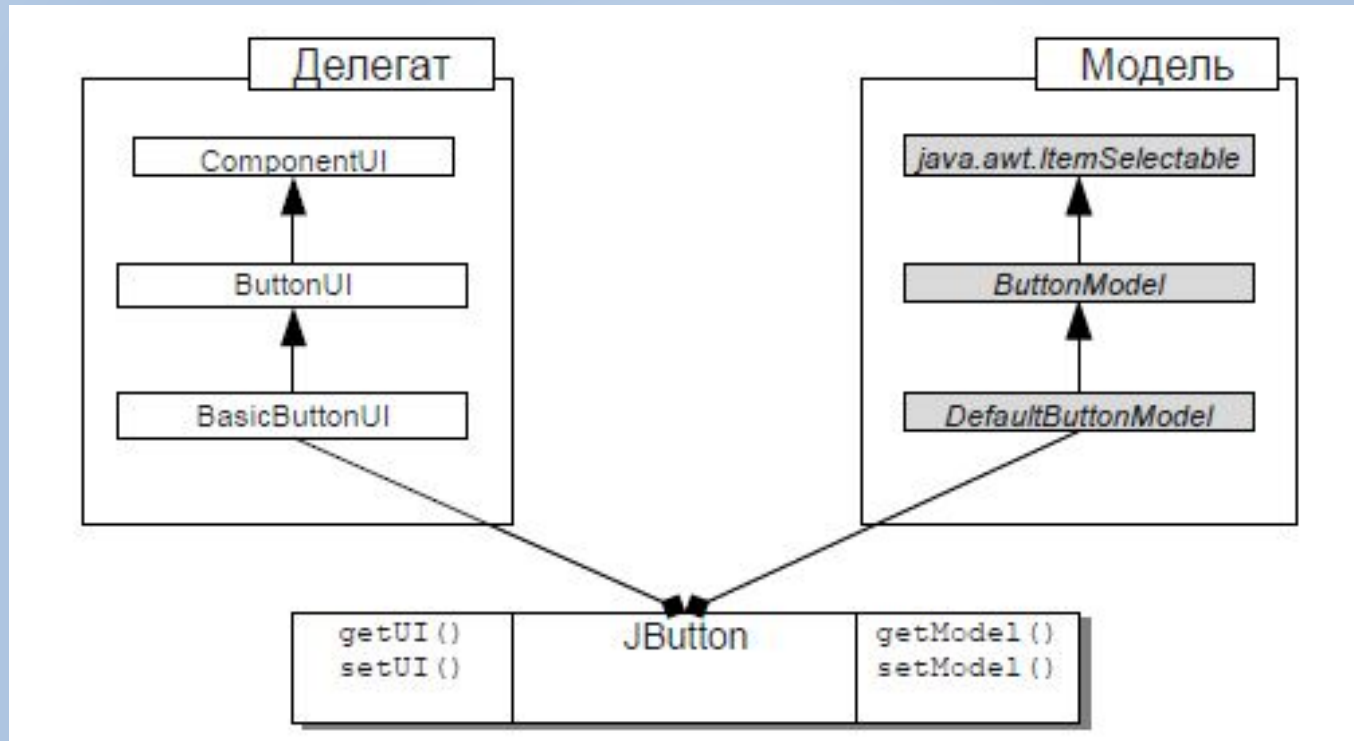 Делегат
ComponentUI
ButtonUI
BasicButtonUI
Модель
java.awt.ItemSelectable
ButtonModel
DefaultButtonModel
getUI()
setUI()
JButton
getModel()
setModel()